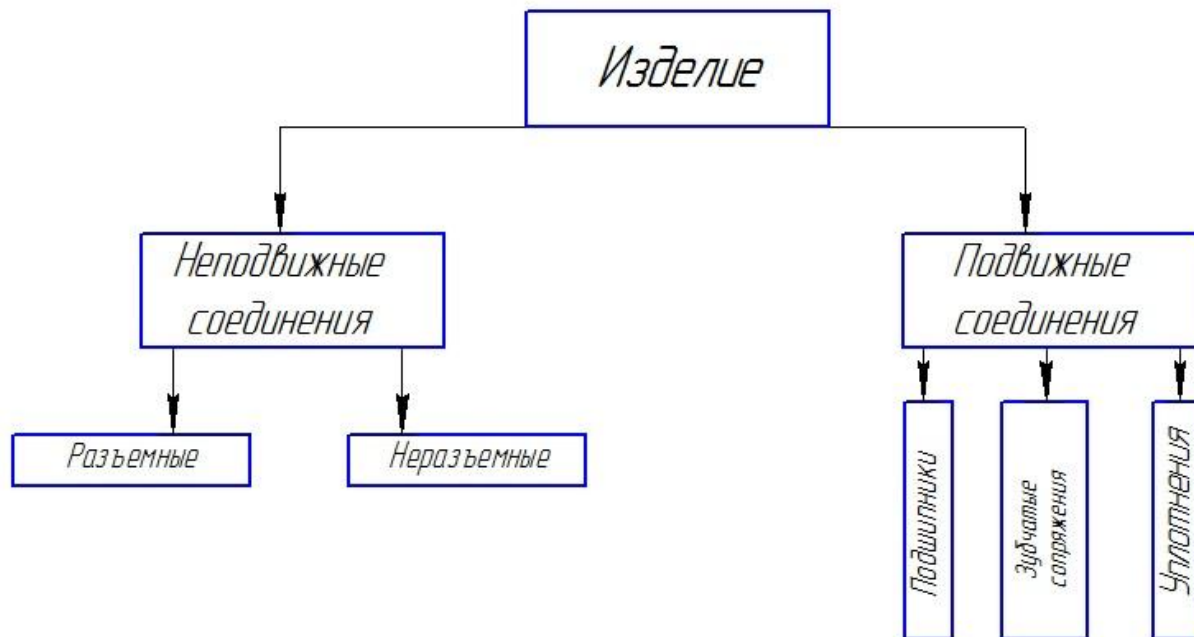 Изделие
Неподвижные
соединения
Подвижные
соединения
Разъемные
Неразъемные
Подшипники
Зубчатые
сопряжения
Уплотнения